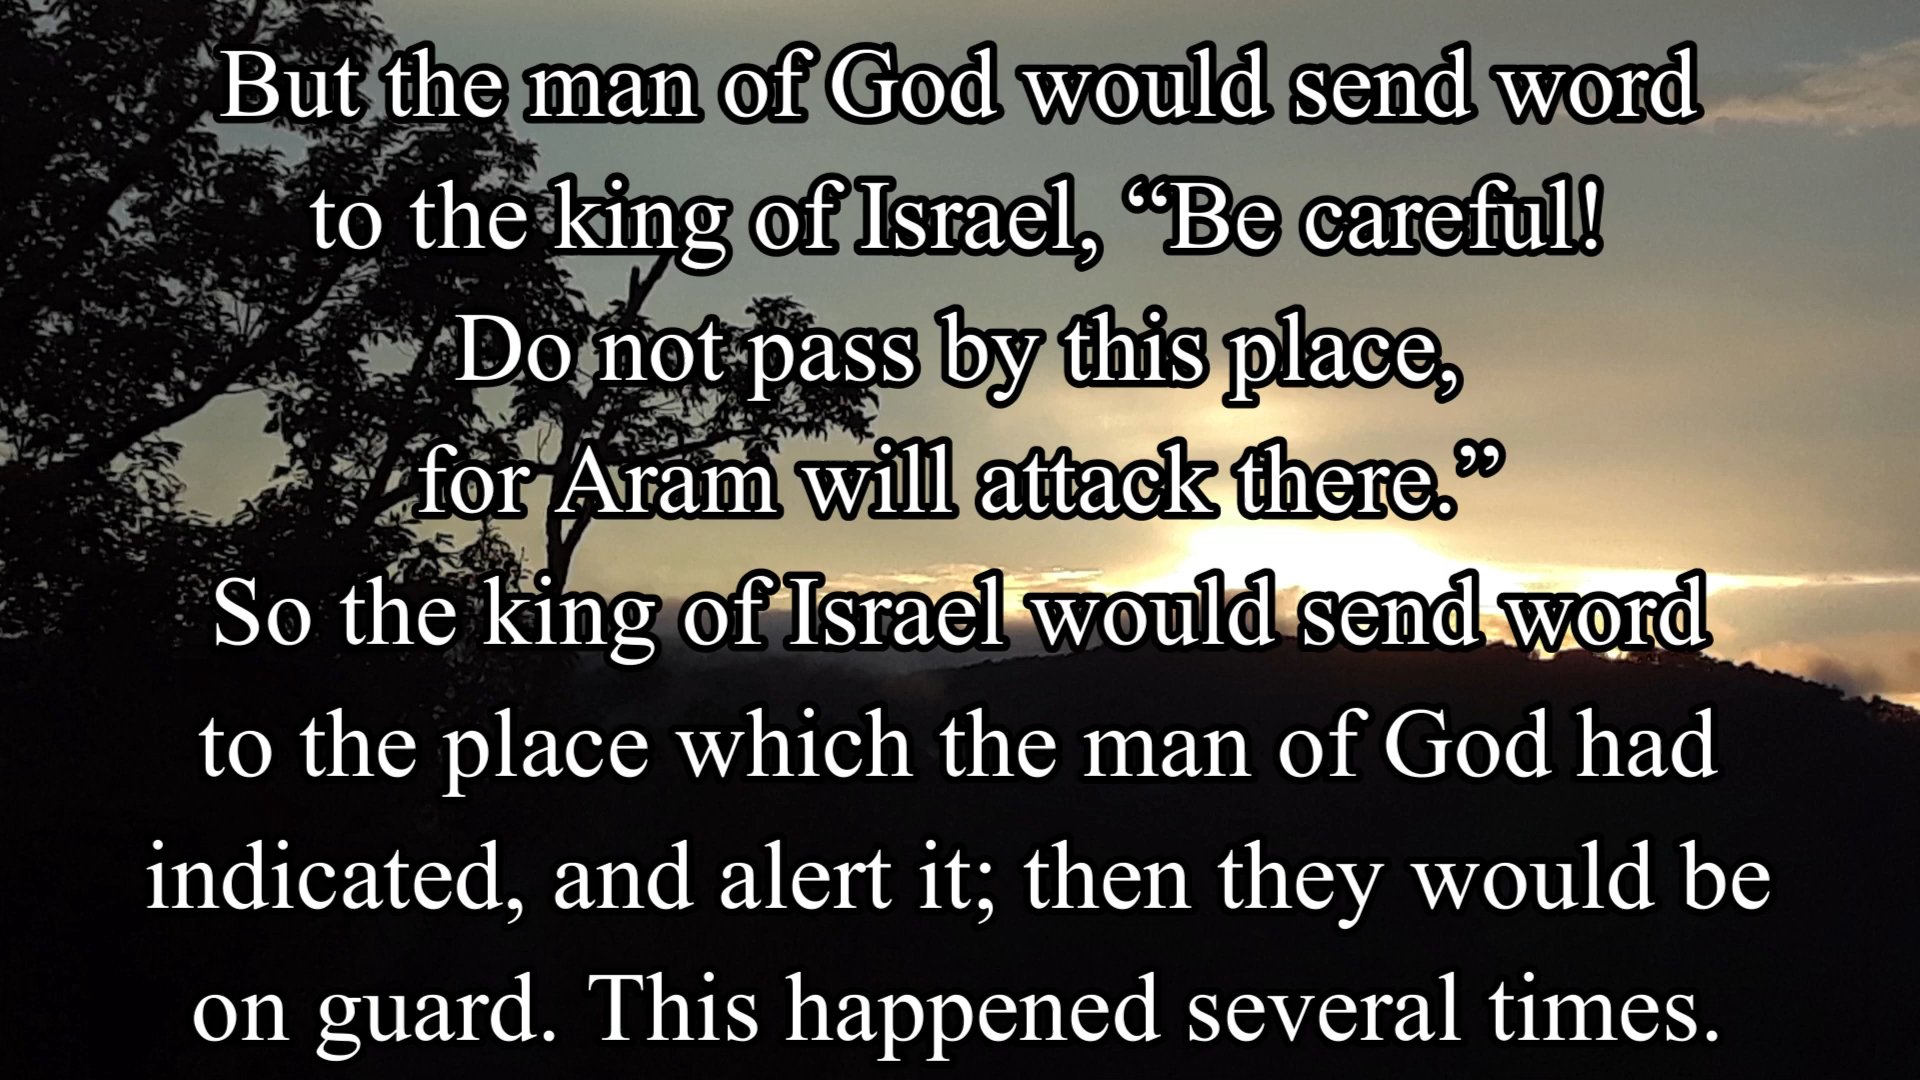 But the man of God would send word
to the king of Israel, “Be careful!
Do not pass by this place,
for Aram will attack there.”
So the king of Israel would send word
to the place which the man of God had
indicated, and alert it; then they would be
on guard. This happened several times.